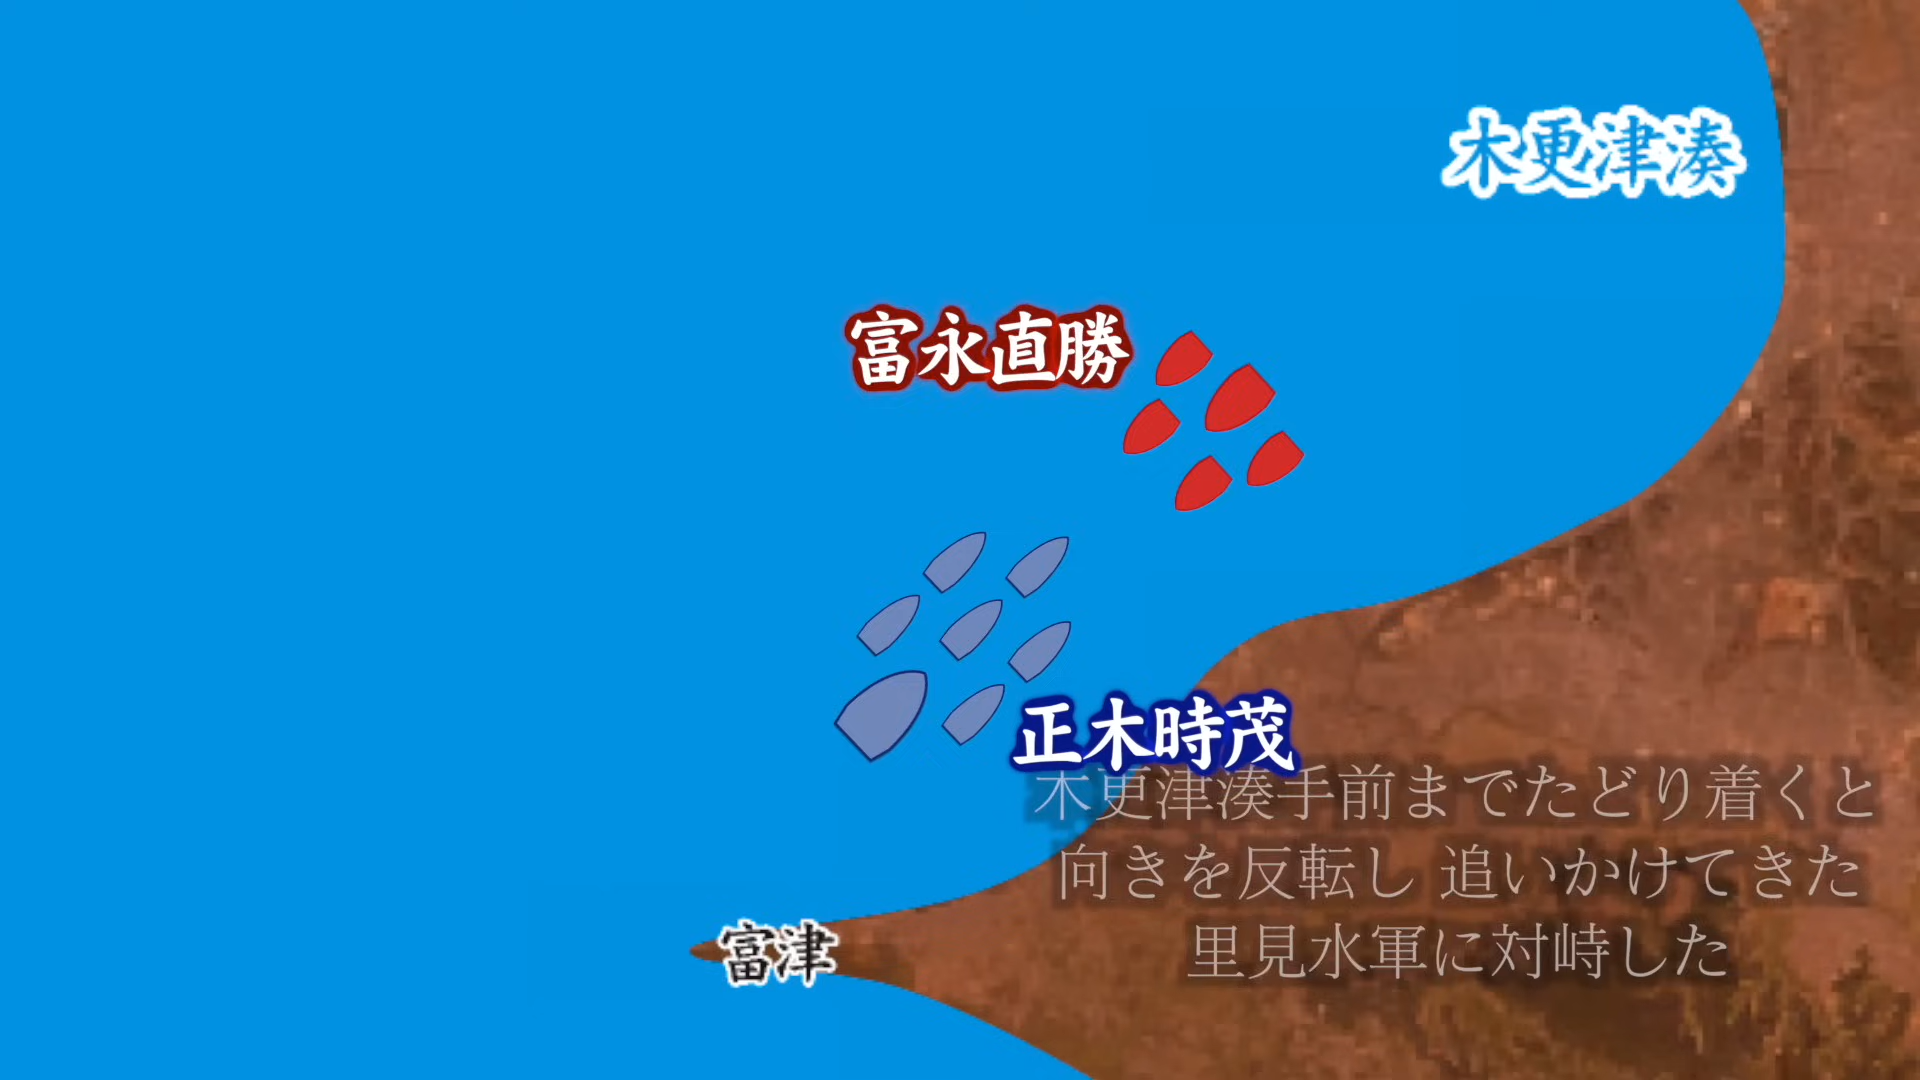 木更津湊
富永直勝
正木時茂
木更津湊手前までたどり着くと
向きを反転し 追いかけてきた
里見水軍に対峙した
富津